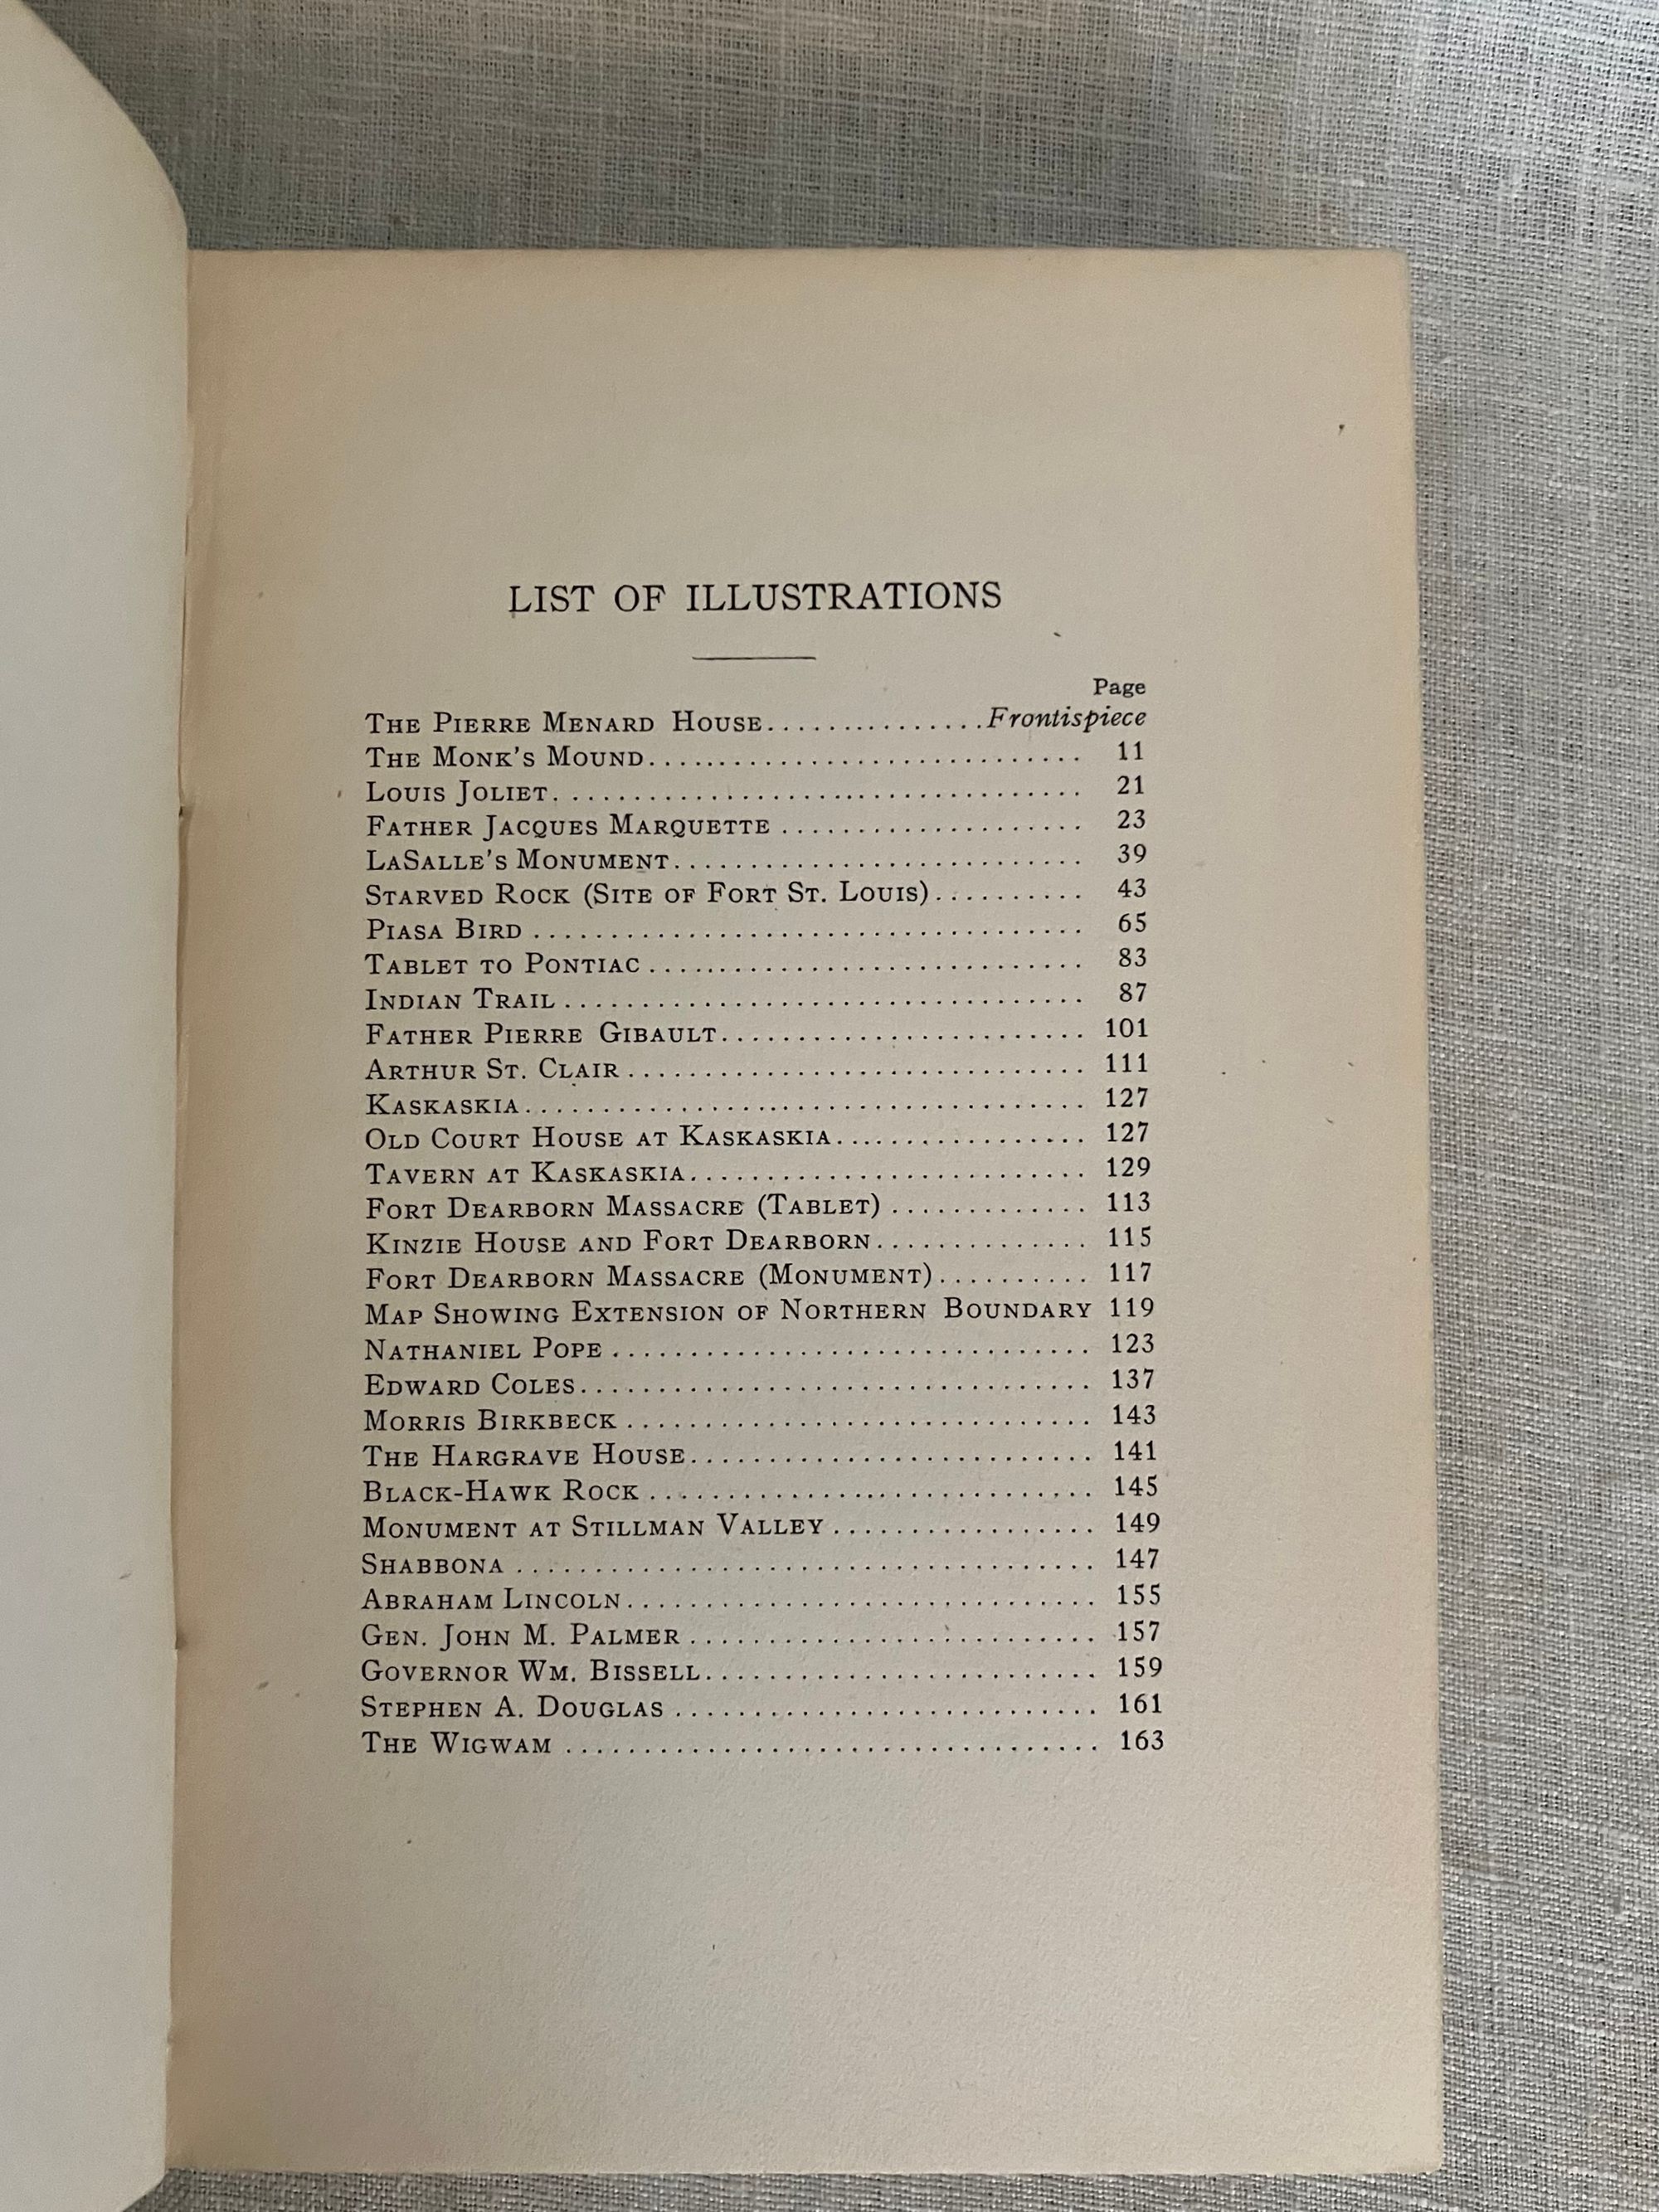 LIST OF ILLUSTRATIONS
Page
THE PIERRE MENARD HOUSE...............Frontispiece
THE MONK'S MOUND............................ 11
LOUIS JOLIET.................................. 21
FATHER JACQUES MARQUETTE .................... 23
LASALLE'S MONUMENT........................... 39
STARVED ROCK (SITE OF FORT ST. LOUIS).......... 43
PIASA BIRD .................................... 65
TABLET TO PONTIAC ............................ 83
INDIAN TRAIL .................................. 87
FATHER PIERRE GIBAULT........................ 101
ARTHUR ST. CLAIR .............................. 111
KASKASKIA.................................... 127
OLD COURT HOUSE AT KASKASKIA................. 127
TAVERN AT KASKASKIA.......................... 129
FORT DEARBORN MASSACRE (TABLET) ............. 113
KINZIE HOUSE AND FORT DEARBORN.............. 115
FORT DEARBORN MASSACRE (MONUMENT).......... 117
MAP SHOWING EXTENSION OF NORTHERN BOUNDARY 119
NATHANIEL POPE ............................... 123
EDWARD COLES................................. 137
MORRIS BIRKBECK .............................. 143
THE HARGRAVE HOUSE.......................... 141
BLACK-HAWK ROCK ............................. 145
MONUMENT AT STILLMAN VALLEY ................. 149
SHABBONA ..................................... 147
ABRAHAM LINCOLN.............................. 155
GEN. JOHN M. PALMER .......................... 157
GOVERNOR WM. BISSELL......................... 159
STEPHEN A. DOUGLAS ........................... 161
THE WIGWAM .................................. 163